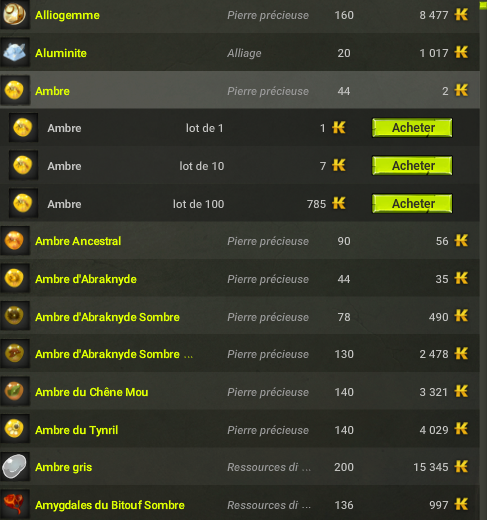 Alliogemme Pierre précieuse 160 8 477
Aluminite Alliage 20 1 017
Ambre Pierre précieuse 44 2
Ambre lot de 1 1 Acheter
Ambre lot de 10 7 Acheter
Ambre lot de 100 785 Acheter
Ambre Ancestral Pierre précieuse 90 56
Ambre d'Abraknyde Pierre précieuse 44 35
Ambre d'Abraknyde Sombre Pierre précieuse 78 490
Ambre d'Abraknyde Sombre ... Pierre précieuse 130 2 478
Ambre du Chêne Mou Pierre précieuse 140 3 321
Ambre du Tynril Pierre précieuse 140 4 029
Ambre gris Ressources di ... 200 15 345
Amygdales du Bitouf Sombre Ressources di ... 136 997